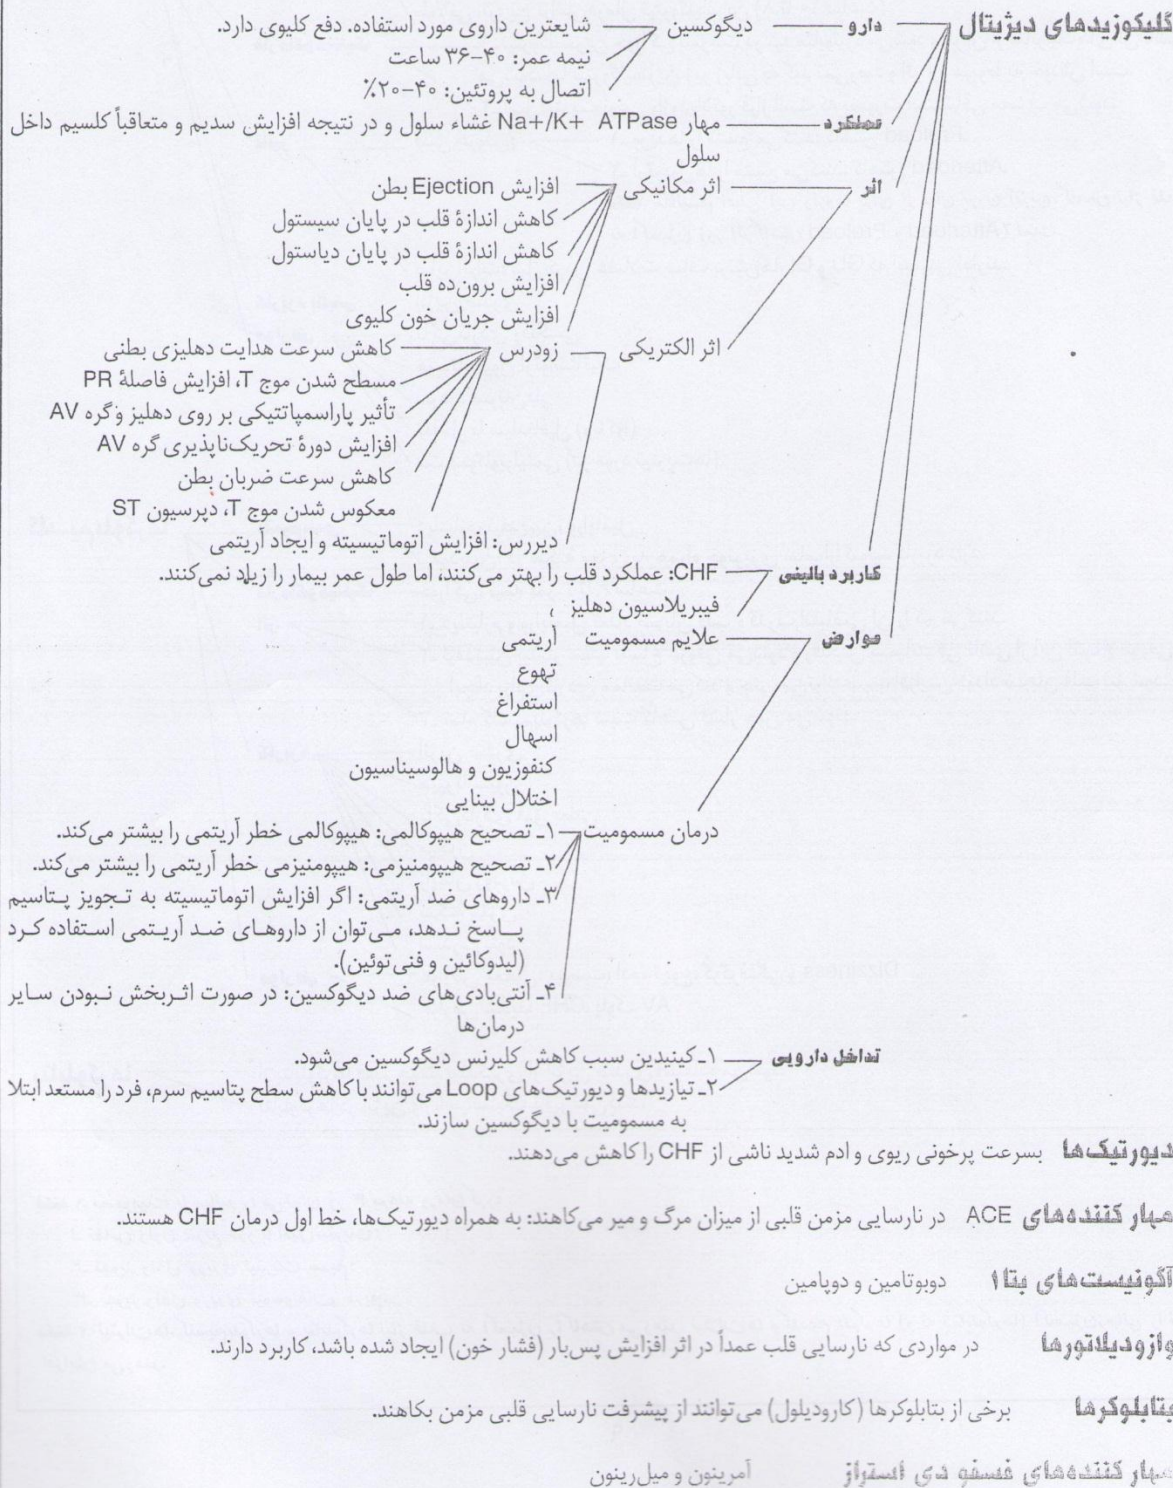 گلیکوزیدهای دیژیتال دارو دیگوکسین شایعترین داروی مورد استفاده. دفع کلیوی دارد.
نیمه عمر: ۴۰–۳۶ ساعت
اتصال به پروتئین: ۴۰–۲۰٪
عملکرد مهار Na+/K+ ATPase غشاء سلول و در نتیجه افزایش سدیم و متعاقباً کلسیم داخل
سلول
اثر اثر مکانیکی افزایش Ejection بطن
کاهش اندازهٔ قلب در پایان سیستول
کاهش اندازهٔ قلب در پایان دیاستول
افزایش برون‌ده قلب
افزایش جریان خون کلیوی
اثر الکتریکی زودرس کاهش سرعت هدایت دهلیزی بطنی
مسطح شدن موج T، افزایش فاصلهٔ PR
تأثیر پاراسمپاتتیکی بر روی دهلیز و گره AV
افزایش دورهٔ تحریک‌ناپذیری گره AV
کاهش سرعت ضربان بطن
معکوس شدن موج T، دپرسیون ST
دیررس: افزایش اتوماتیسیته و ایجاد آریتمی
کاربرد بالینی CHF: عملکرد قلب را بهتر می‌کنند، اما طول عمر بیمار را زیاد نمی‌کنند.
فیبریلاسیون دهلیز
عوارض علایم مسمومیت آریتمی
تهوع
استفراغ
اسهال
کنفوزیون و هالوسیناسیون
اختلال بینایی
درمان مسمومیت ۱ـ تصحیح هیپوکالمی: هیپوکالمی خطر آریتمی را بیشتر می‌کند.
۲ـ تصحیح هیپومنیزمی: هیپومنیزمی خطر آریتمی را بیشتر می‌کند.
۳ـ داروهای ضد آریتمی: اگر افزایش اتوماتیسیته به تجویز پتاسیم
پاسخ ندهد، می‌توان از داروهای ضد آریتمی استفاده کرد
(لیدوکائین و فنی‌توئین).
۴ـ آنتی‌بادی‌های ضد دیگوکسین: در صورت اثربخش نبودن سایر
درمان‌ها
تداخل دارویی ۱ـ کینیدین سبب کاهش کلیرنس دیگوکسین می‌شود.
۲ـ تیازیدها و دیورتیک‌های Loop می‌توانند با کاهش سطح پتاسیم سرم، فرد را مستعد ابتلا
به مسمومیت با دیگوکسین سازند.
دیورتیک‌ها بسرعت پرخونی ریوی و ادم شدید ناشی از CHF را کاهش می‌دهند.
مهار کننده‌های ACE در نارسایی مزمن قلبی از میزان مرگ و میر می‌کاهند: به همراه دیورتیک‌ها، خط اول درمان CHF هستند.
آگونیست‌های بتا۱ دوبوتامین و دوپامین
وازودیلاتورها در مواردی که نارسایی قلب عمداً در اثر افزایش پس‌بار (فشار خون) ایجاد شده باشد، کاربرد دارند.
بتابلوکرها برخی از بتابلوکرها (کارودیلول) می‌توانند از پیشرفت نارسایی قلبی مزمن بکاهند.
مهار کننده‌های فسفو دی استراز آمرینون و میل‌رینون